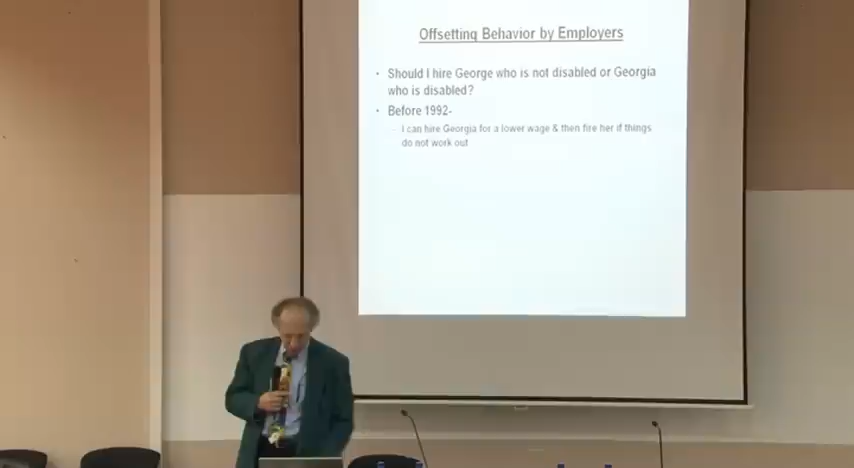 Offsetting Behavior by Employers
• Should I hire George who is not disabled or Georgia
who is disabled?
• Before 1992-
– I can hire Georgia for a lower wage & then fire her if things
do not work out